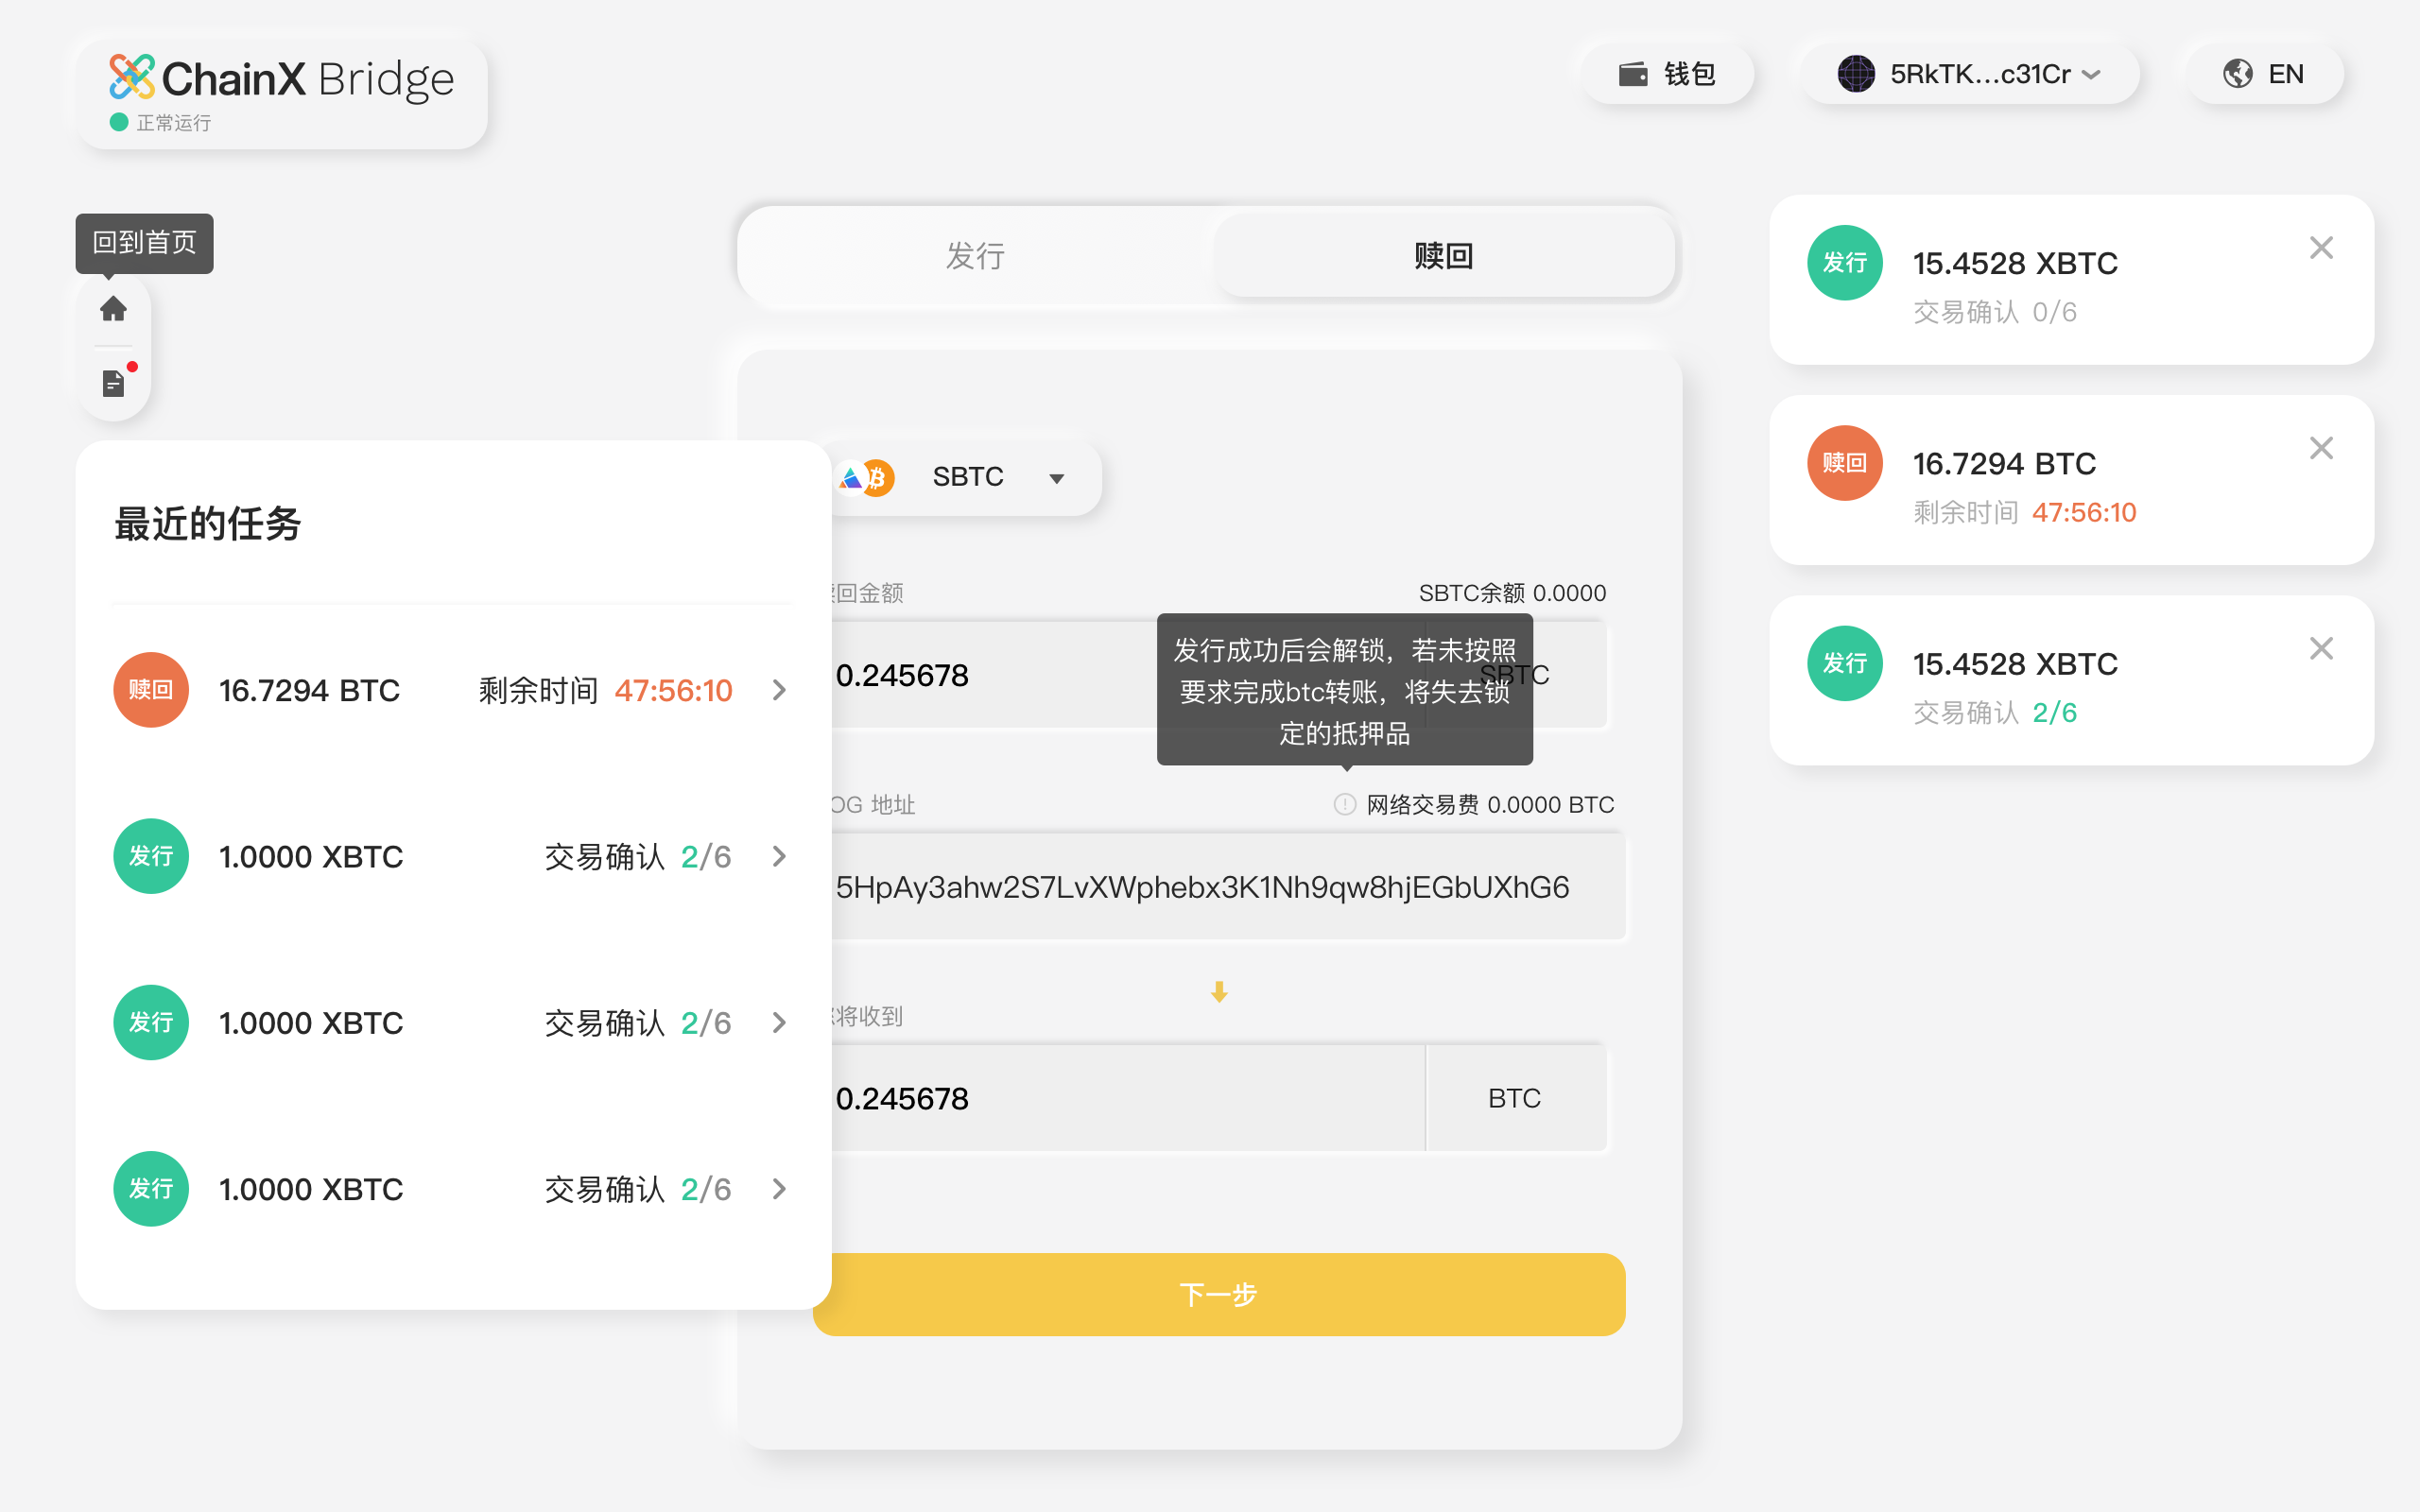 ChainX Bridge
正常运行
钱包
5RkTK...c31Cr
EN
回到首页
发行
赎回
最近的任务
赎回 16.7294 BTC 剩余时间 47:56:10
发行 1.0000 XBTC 交易确认 2/6
发行 1.0000 XBTC 交易确认 2/6
发行 1.0000 XBTC 交易确认 2/6
SBTC
回金额
SBTC余额 0.0000
0.245678
SBTC
发行成功后会解锁，若未按照
要求完成btc转账，将失去锁
定的抵押品
OG 地址
网络交易费 0.0000 BTC
5HpAy3ahw2S7LvXWphebx3K1Nh9qw8hjEGbUXhG6
将收到
0.245678
BTC
下一步
发行
15.4528 XBTC
交易确认 0/6
赎回
16.7294 BTC
剩余时间 47:56:10
发行
15.4528 XBTC
交易确认 2/6